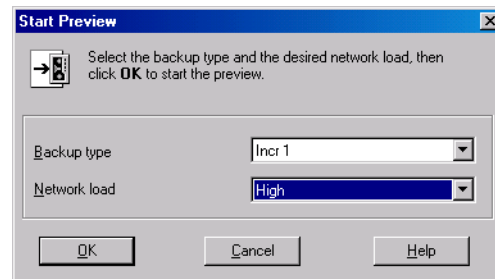 Start Preview
Select the backup type and the desired network load, then
click OK to start the preview.
Backup type Incr 1
Network load High
OK Cancel Help